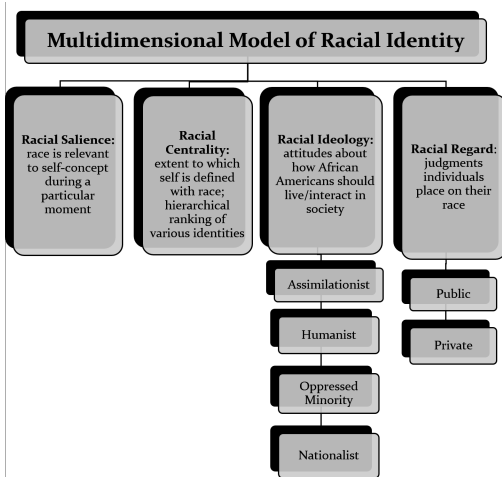 Multidimensional Model of Racial Identity
Racial Salience:
race is relevant
to self-concept
during a
particular
moment
Racial
Centrality:
extent to which
self is defined
with race;
hierarchical
ranking of
various identities
Racial Ideology:
attitudes about
how African
Americans should
live/interact in
society
Assimilationist
Humanist
Oppressed
Minority
Nationalist
Racial Regard:
judgments
individuals
place on their
race
Public
Private